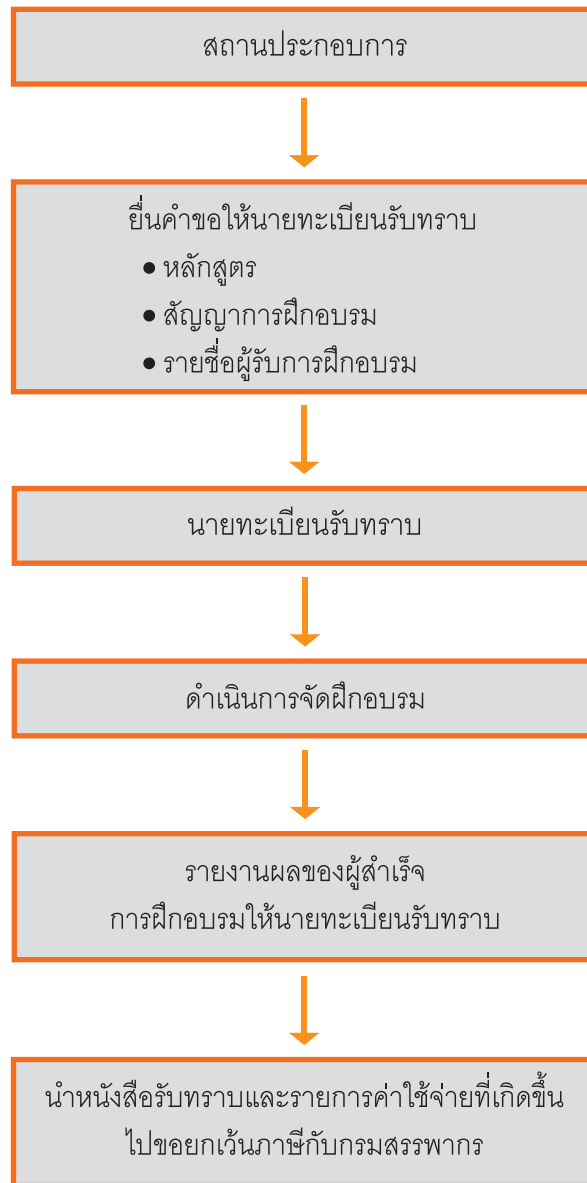 สถานประกอบการ
ยื่นคำขอให้นายทะเบียนรับทราบ
● หลักสูตร
● สัญญาการฝึกอบรม
● รายชื่อผู้รับการฝึกอบรม
นายทะเบียนรับทราบ
ดำเนินการจัดฝึกอบรม
รายงานผลของผู้สำเร็จ
การฝึกอบรมให้นายทะเบียนรับทราบ
นำหนังสือรับทราบและรายการค่าใช้จ่ายที่เกิดขึ้น
ไปขอยกเว้นภาษีกับกรมสรรพากร